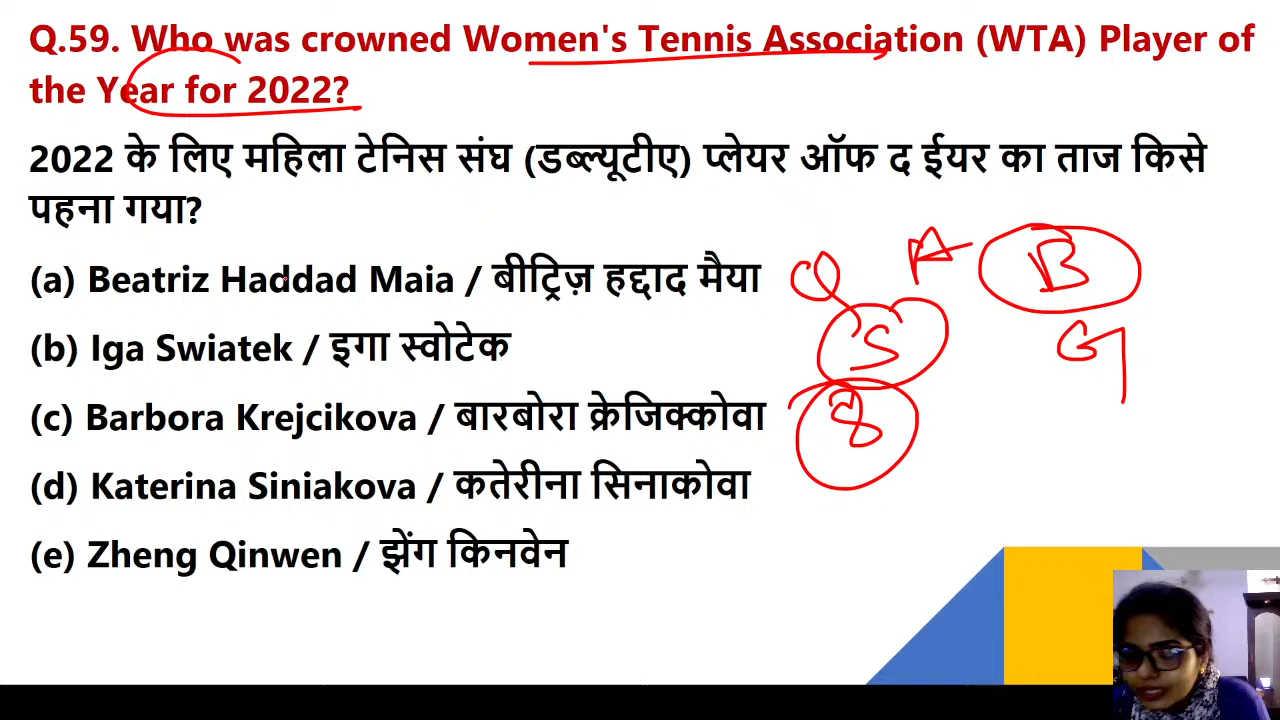 Q.59. Who was crowned Women's Tennis Association (WTA) Player of
the Year for 2022?
2022 के लिए महिला टेनिस संघ (डब्ल्यूटीए) प्लेयर ऑफ द ईयर का ताज किसे
पहना गया?
(a) Beatriz Haddad Maia / बीट्रिज़ हद्दाद मैया
(b) Iga Swiatek / इगा स्वोटेक
(c) Barbora Krejcikova / बारबोरा क्रेजिक्कोवा
(d) Katerina Siniakova / कतेरीना सिनाकोवा
(e) Zheng Qinwen / झेंग किनवेन
A B
S